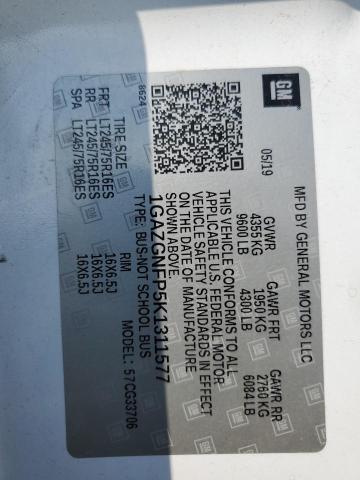 GM
MFD BY GENERAL MOTORS LLC
05/19
GVWR GAWR FRT GAWR RR
4355 KG 1950 KG 2760 KG
9600 LB 4300 LB 6084 LB
THIS VEHICLE CONFORMS TO ALL
APPLICABLE U.S. FEDERAL MOTOR
VEHICLE SAFETY STANDARDS IN EFFECT
ON THE DATE OF MANUFACTURE
SHOWN ABOVE.
1GAZGNFP5K1311577
TYPE: BUS-NOT SCHOOL BUS
8624 MODEL: 57CG33706
TIRE SIZE RIM
FRT LT245/75R16ES 16X6.5J
RR LT245/75R16ES 16X6.5J
SPA LT245/75R16ES 16X6.5J